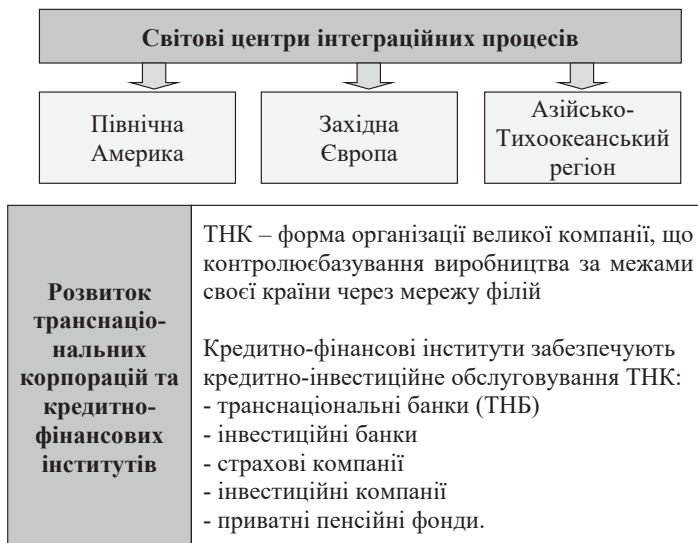 Світові центри інтеграційних процесів
Північна
Америка
Західна
Європа
Азійсько-
Тихоокеанський
регіон
Розвиток
транснаціо-
нальних
корпорацій та
кредитно-
фінансових
інститутів
ТНК – форма організації великої компанії, що
контролюєбазування виробництва за межами
своєї країни через мережу філій
Кредитно-фінансові інститути забезпечують
кредитно-інвестиційне обслуговування ТНК:
- транснаціональні банки (ТНБ)
- інвестиційні банки
- страхові компанії
- інвестиційні компанії
- приватні пенсійні фонди.